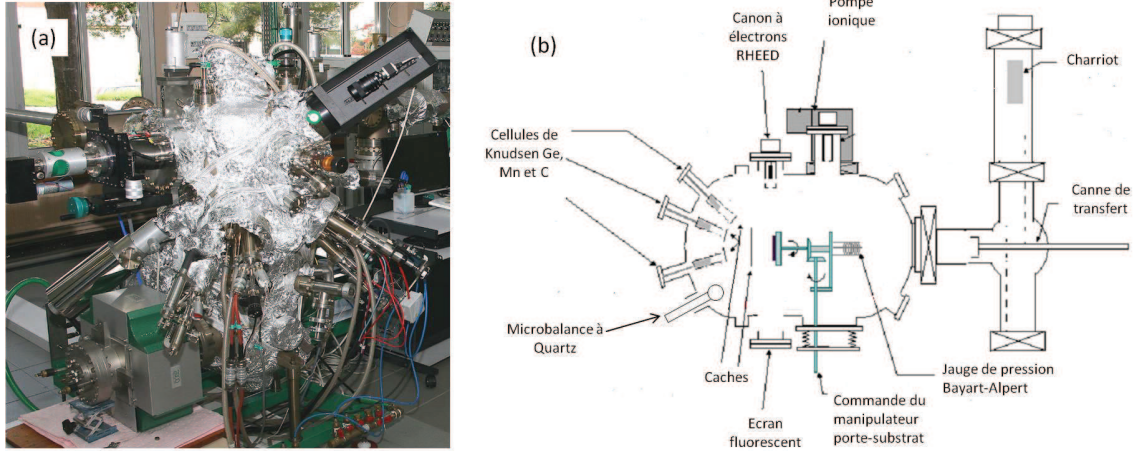 (a)
(b)
Pompe
ionique
Canon à
électrons
RHEED
Charriot
Cellules de
Knudsen Ge,
Mn et C
Canne de
transfert
Microbalance à
Quartz
Caches
Ecran
fluorescent
Commande du
manipulateur
porte-substrat
Jauge de pression
Bayart-Alpert